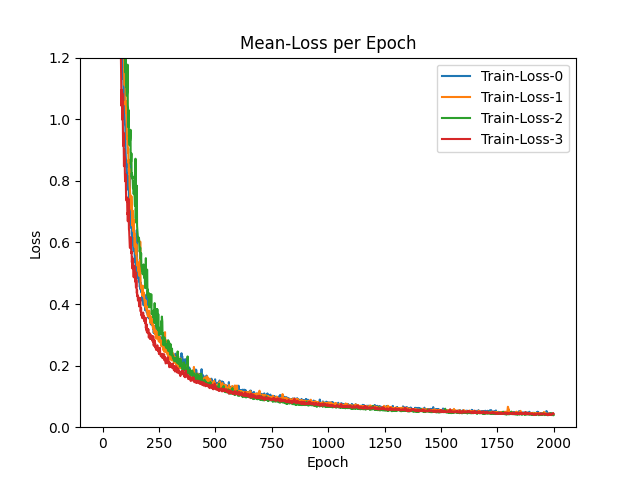 Mean-Loss per Epoch
1.2
1.0
0.8
0.6
0.4
0.2
0.0
Loss
Train-Loss-0
Train-Loss-1
Train-Loss-2
Train-Loss-3
0 250 500 750 1000 1250 1500 1750 2000
Epoch